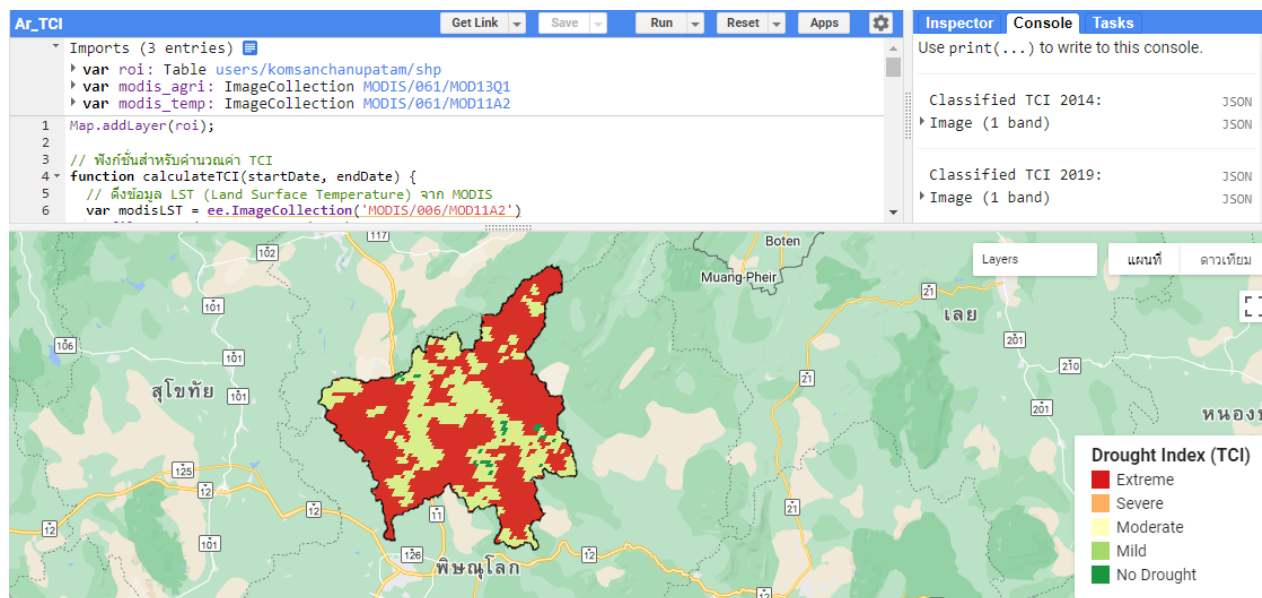 Ar_TCI
Get Link
Save
Run
Reset
Apps
Imports (3 entries)
var roi: Table users/komsanchanupatam/shp
var modis_agri: ImageCollection MODIS/061/MOD13Q1
var modis_temp: ImageCollection MODIS/061/MOD11A2
1 Map.addLayer(roi);
2
3 // ฟังก์ชันสำหรับคำนวณค่า TCI
4 function calculateTCI(startDate, endDate) {
5 // ดึงข้อมูล LST (Land Surface Temperature) จาก MODIS
6 var modisLST = ee.ImageCollection('MODIS/006/MOD11A2')
Inspector
Console
Tasks
Use print(...) to write to this console.
Classified TCI 2014:
JSON
Image (1 band)
JSON
Classified TCI 2019:
JSON
Image (1 band)
JSON
117
102
Boten
Muang-Pheir
Layers
แผนที่
ดาวเทียม
101
21
เลย
106
101
201
210
สุโขทัย
101
21
201
125
12
12
11
21
12
101
126
12
พิษณุโลก
12
Drought Index (TCI)
Extreme
Severe
Moderate
Mild
No Drought